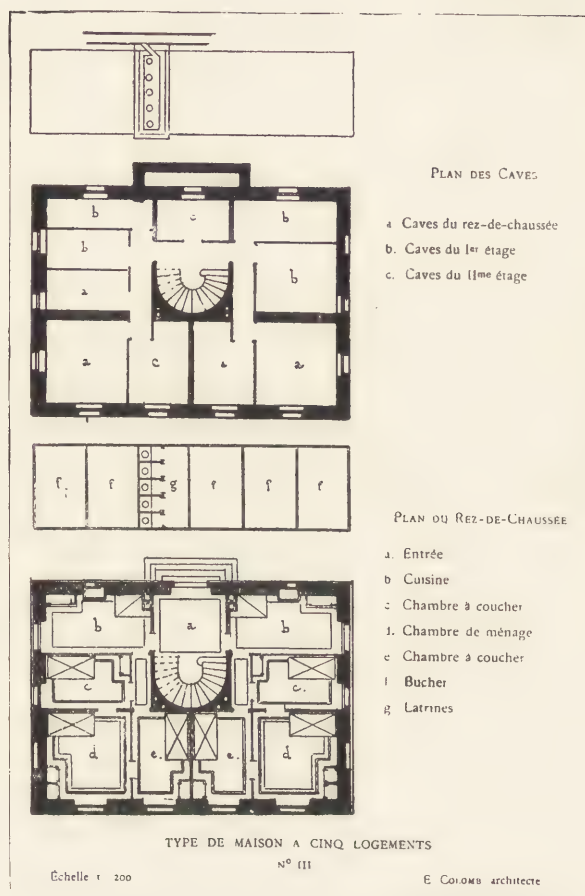 PLAN DES CAVES
a Caves du rez-de-chaussée
b. Caves du Ier étage
c. Caves du IIme étage
b c b
b
b
a
a c a a
f. f g f f f
PLAN DU REZ-DE-CHAUSSÉE
a. Entrée
b Cuisine
c Chambre à coucher
d. Chambre de ménage
e Chambre à coucher
f Bucher
g Latrines
b a b
c c.
d e. e. d
TYPE DE MAISON A CINQ LOGEMENTS
No III
Échelle 1 200
E COLOMB architecte